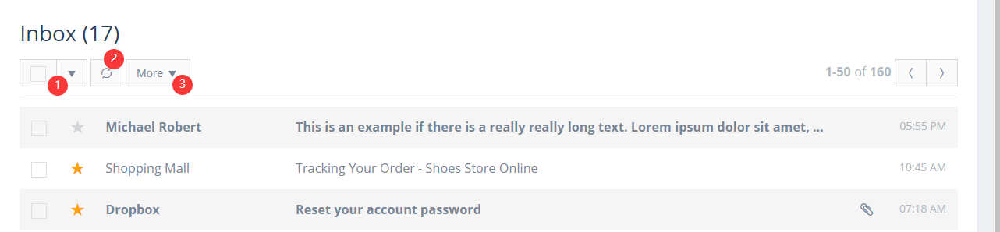 Inbox (17)
1
2
More
3
1-50 of 160
Michael Robert This is an example if there is a really really long text. Lorem ipsum dolor sit amet, ... 05:55 PM
Shopping Mall Tracking Your Order - Shoes Store Online 10:45 AM
Dropbox Reset your account password 07:18 AM